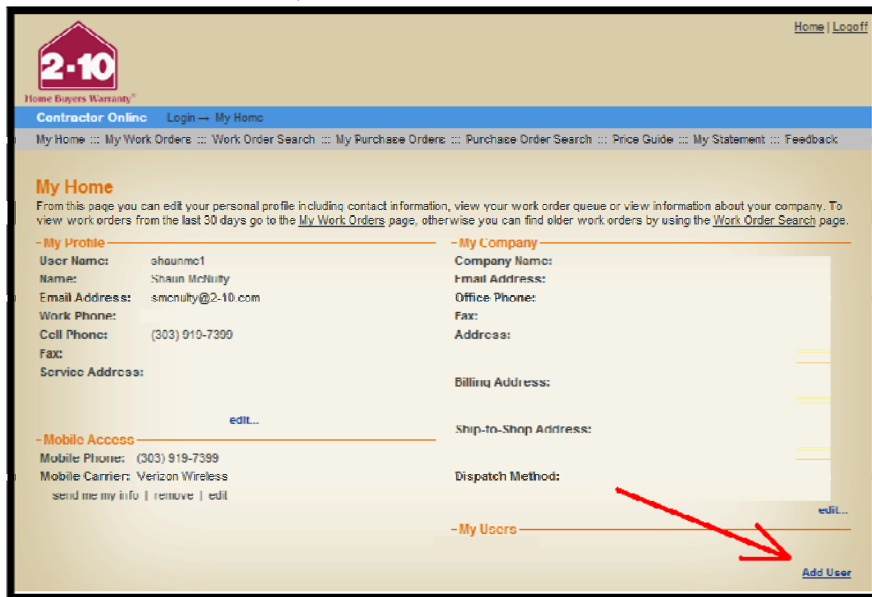 Home | Logoff
2-10
Home Buyers Warranty®
Contractor Online Login → My Home
My Home ::: My Work Orders ::: Work Order Search ::: My Purchase Orders ::: Purchase Order Search ::: Price Guide ::: My Statement ::: Feedback
My Home
From this page you can edit your personal profile including contact information, view your work order queue or view information about your company. To
view work orders from the last 30 days go to the My Work Orders page, otherwise you can find older work orders by using the Work Order Search page.
My Profile
User Name: shaunmc1
Name: Shaun McNulty
Email Address: smcnulty@2-10.com
Work Phone:
Cell Phone: (303) 919-7399
Fax:
Service Address:
edit...
Mobile Access
Mobile Phone: (303) 919-7399
Mobile Carrier: Verizon Wireless
send me my info | remove | edit
My Company
Company Name:
Email Address:
Office Phone:
Fax:
Address:
Billing Address:
Ship-to-Shop Address:
Dispatch Method:
edit...
My Users
Add User